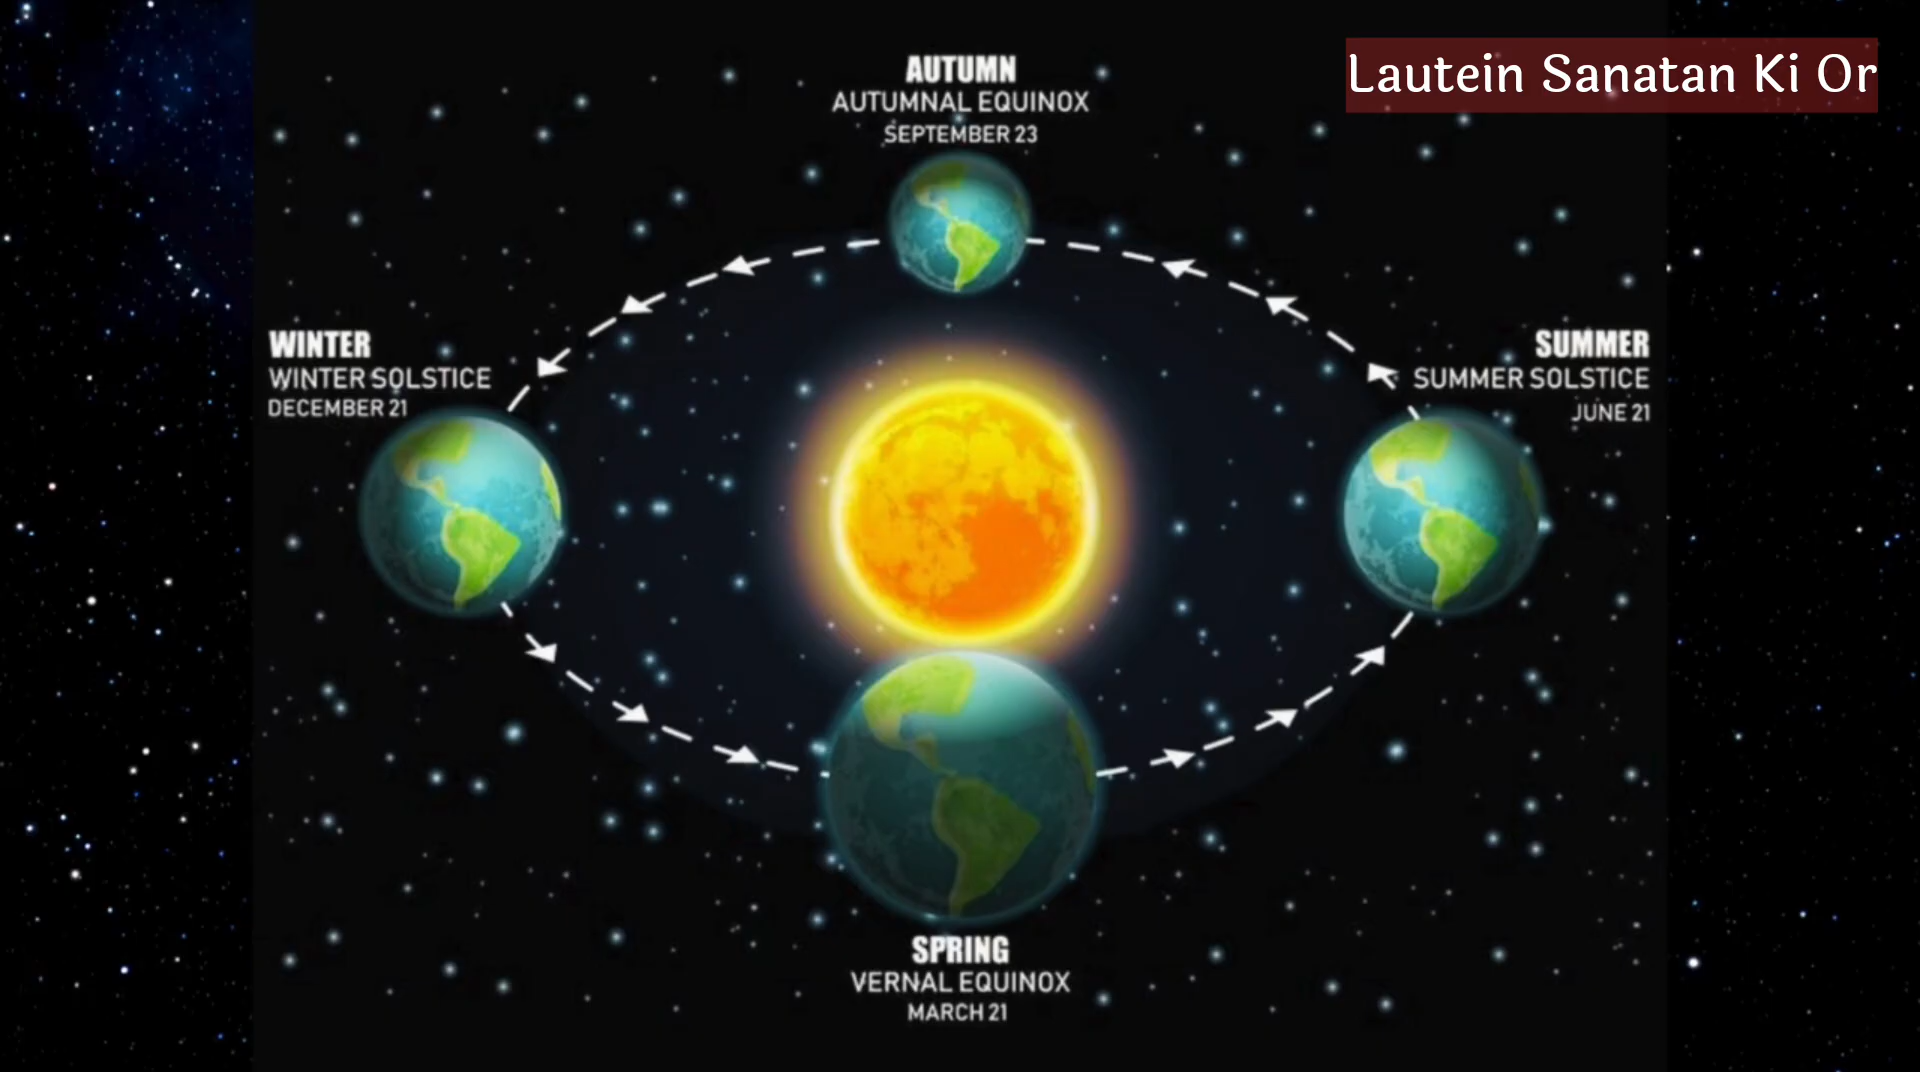 Lautein Sanatan Ki Or
AUTUMN
AUTUMNAL EQUINOX
SEPTEMBER 23
WINTER
WINTER SOLSTICE
DECEMBER 21
SUMMER
SUMMER SOLSTICE
JUNE 21
SPRING
VERNAL EQUINOX
MARCH 21